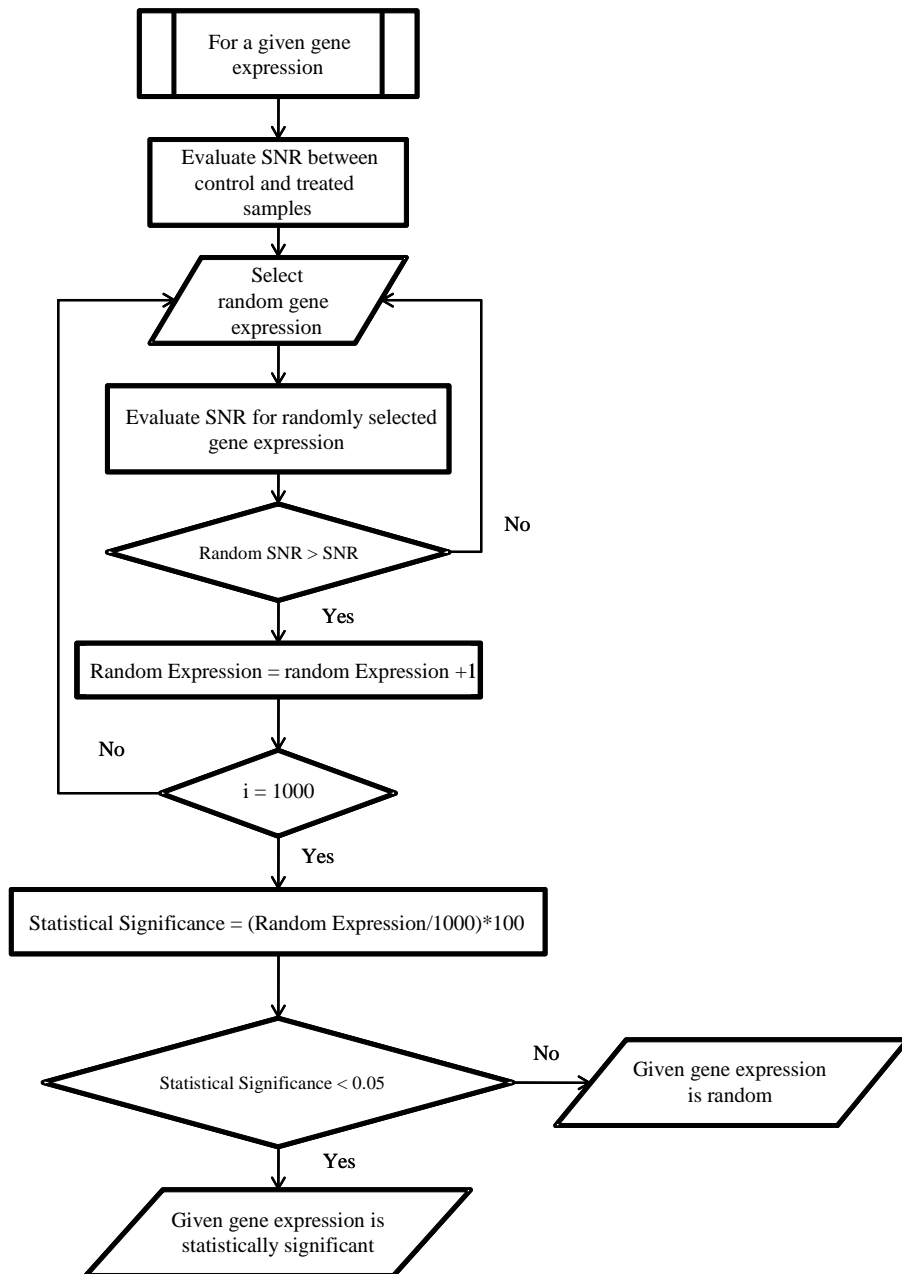 For a given gene
expression
Evaluate SNR between
control and treated
samples
Select
random gene
expression
Evaluate SNR for randomly selected
gene expression
Random SNR > SNR
No
Yes
Random Expression = random Expression +1
No
i = 1000
Yes
Statistical Significance = (Random Expression/1000)*100
Statistical Significance < 0.05
No
Given gene expression
is random
Yes
Given gene expression is
statistically significant